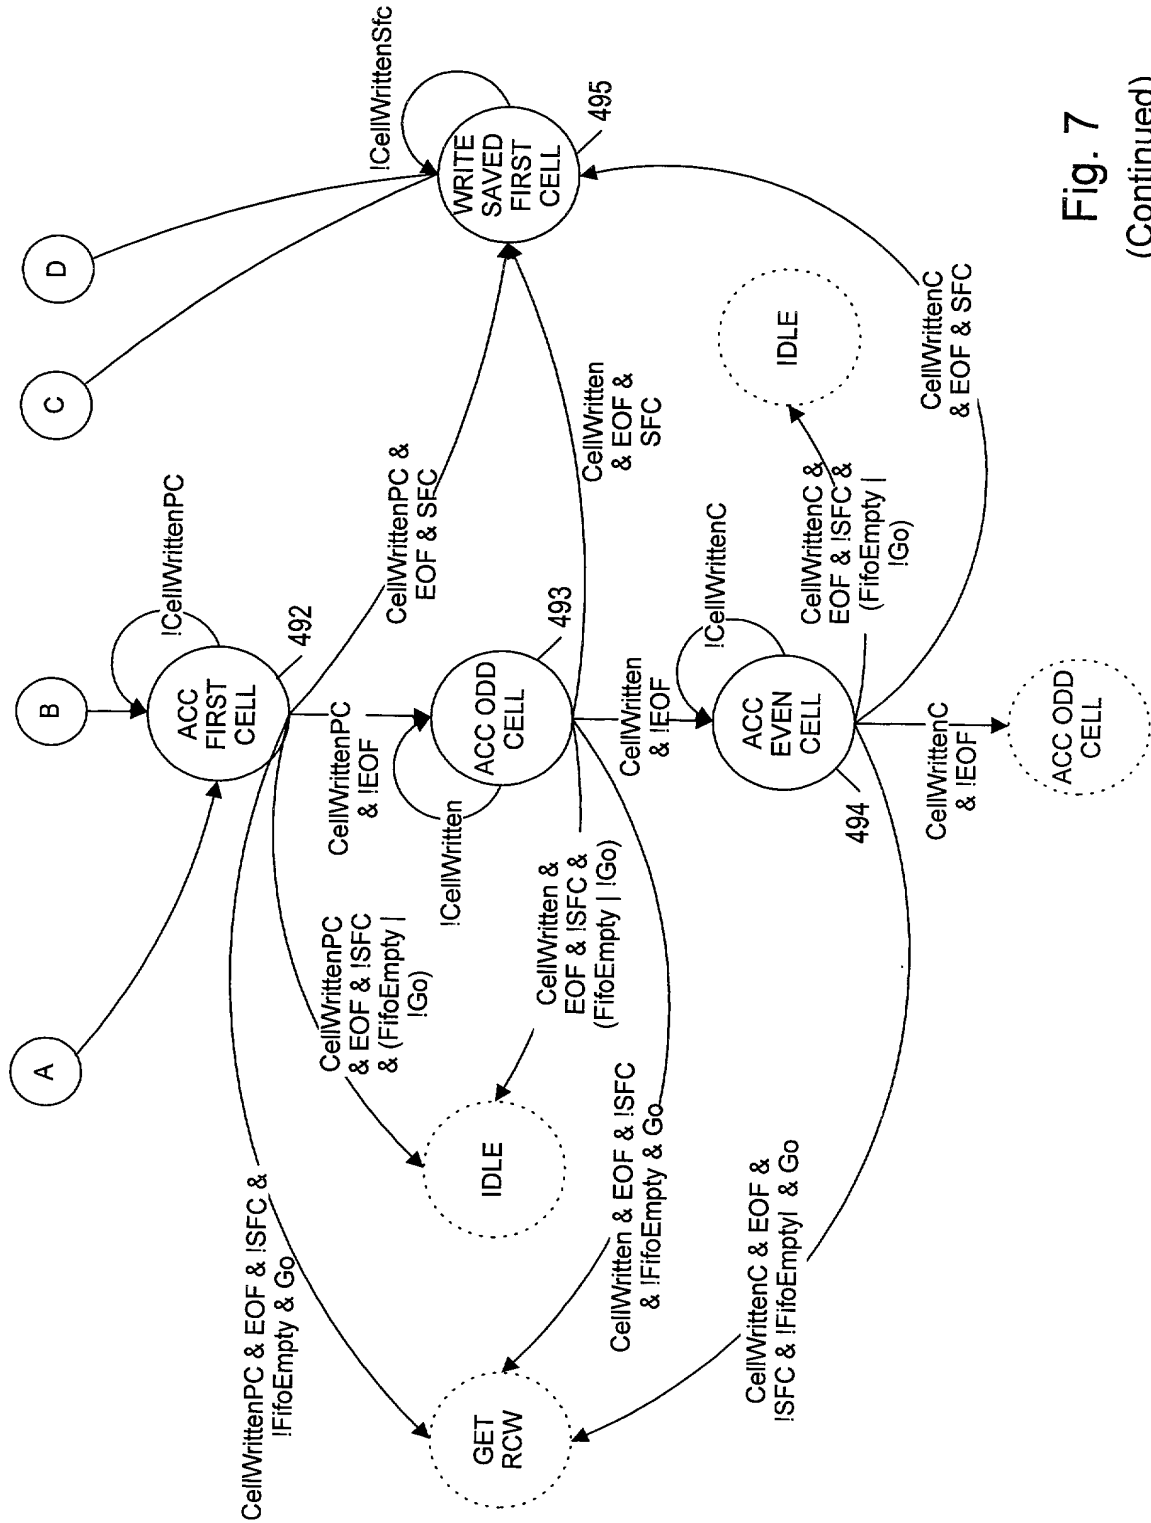 A
B
C
D
!CellWrittenPC
!CellWrittenSfc
ACC
FIRST
CELL
492
WRITE
SAVED
FIRST
CELL
495
CellWrittenPC & EOF & !SFC &
!FifoEmpty & Go
CellWrittenPC
& EOF & !SFC
& (FifoEmpty |
!Go)
CellWrittenPC
& !EOF
CellWrittenPC &
EOF & SFC
!CellWritten
ACC ODD
CELL
493
GET
RCW
IDLE
CellWritten &
EOF & !SFC &
(FifoEmpty | !Go)
CellWritten
& EOF &
SFC
CellWritten & EOF & !SFC
& !FifoEmpty & Go
CellWritten
& !EOF
!CellWrittenC
ACC
EVEN
CELL
494
IDLE
CellWrittenC &
EOF & !SFC &
(FifoEmpty |
!Go)
CellWrittenC & EOF &
!SFC & !FifoEmpty| & Go
CellWrittenC
& !EOF
CellWrittenC
& EOF & SFC
ACC ODD
CELL
Fig. 7
(Continued)